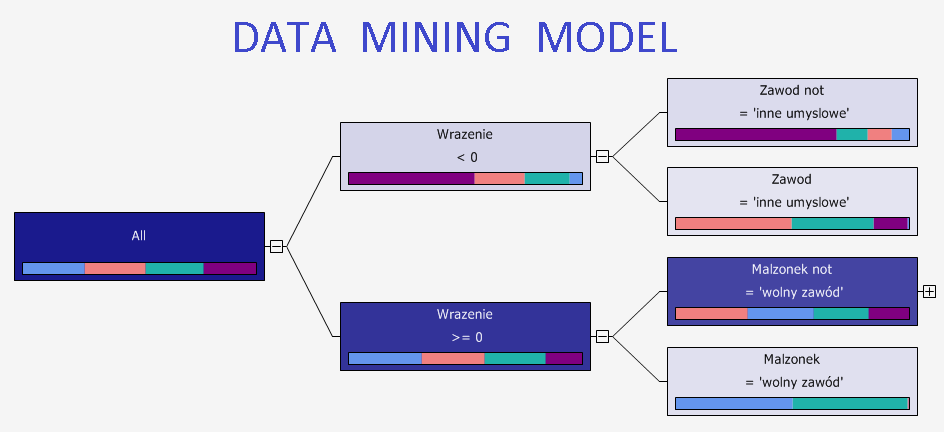 DATA MINING MODEL
All
Wrazenie
< 0
Wrazenie
>= 0
Zawod not
= 'inne umyslowe'
Zawod
= 'inne umyslowe'
Malzonek not
= 'wolny zawód'
Malzonek
= 'wolny zawód'